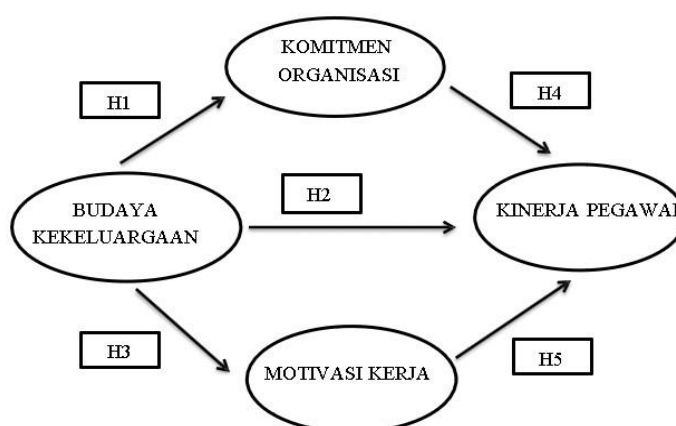 KOMITMEN
ORGANISASI
H1
H4
H2
BUDAYA
KEKELUARGAAN
KINERJA PEGAWAI
H3
MOTIVASI KERJA
H5